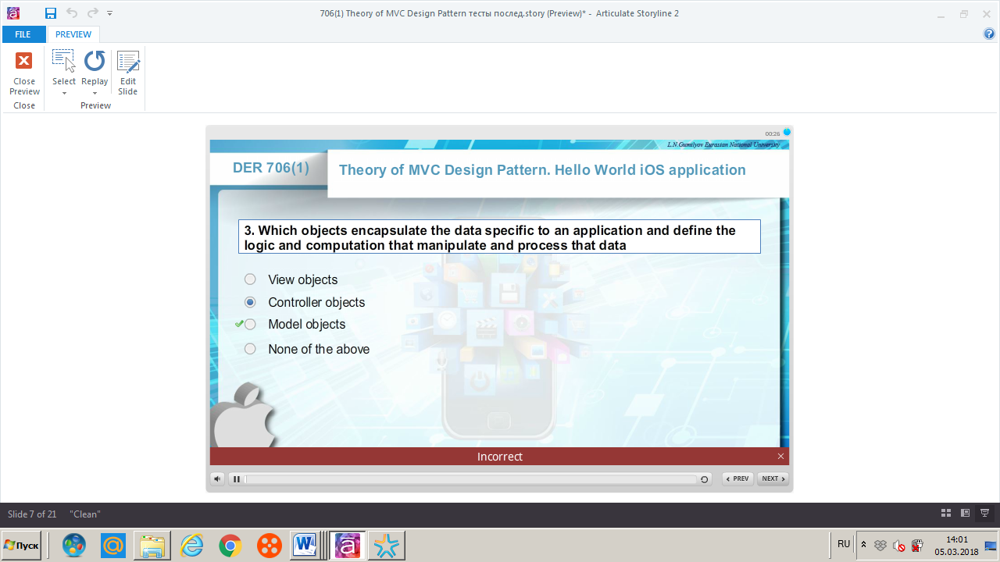 706(1) Theory of MVC Design Pattern тесты послед.story (Preview)* - Articulate Storyline 2
FILE
PREVIEW
Close Preview
Select
Replay
Edit Slide
Close
Preview
00:26
L.N.Gumilyov Eurasian National University
DER 706(1)
Theory of MVC Design Pattern. Hello World iOS application
3. Which objects encapsulate the data specific to an application and define the
logic and computation that manipulate and process that data
View objects
Controller objects
Model objects
None of the above
Incorrect
PREV
NEXT
Slide 7 of 21
"Clean"
Пуск
RU
14:01
05.03.2018